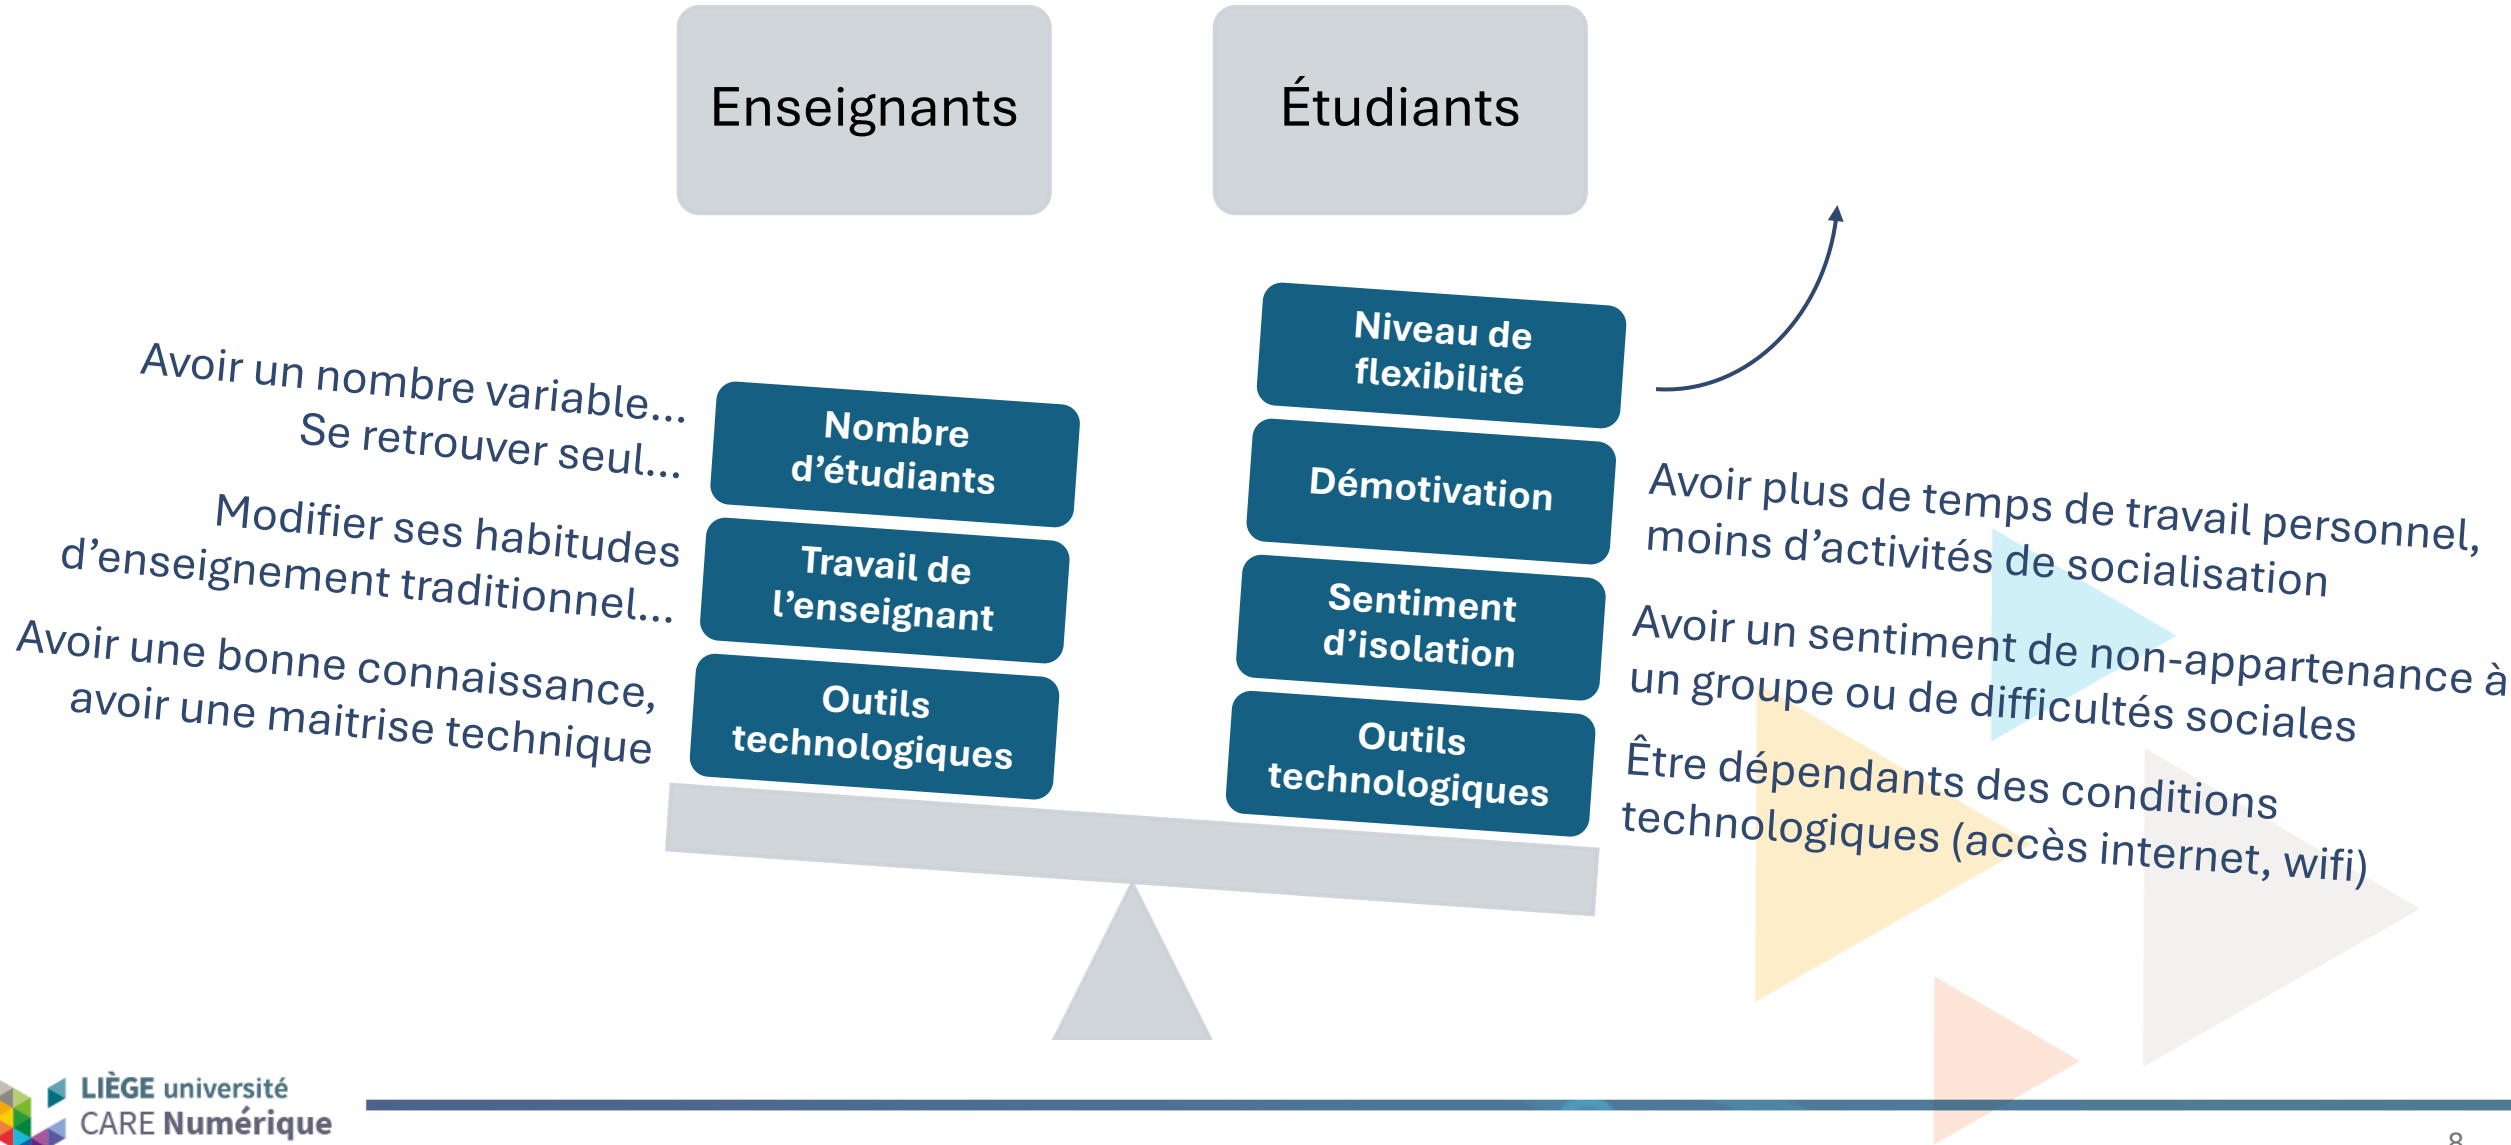 Enseignants
Étudiants
Avoir un nombre variable...
Se retrouver seul...
Modifier ses habitudes
d'enseignement traditionnel...
Avoir une bonne connaissance,
avoir une maitrise technique
Nombre
d'étudiants
Travail de
l'enseignant
Outils
technologiques
Niveau de
flexibilité
Démotivation
Sentiment
d'isolation
Outils
technologiques
Avoir plus de temps de travail personnel,
moins d'activités de socialisation
Avoir un sentiment de non-appartenance à
un groupe ou de difficultés sociales
Être dépendants des conditions
technologiques (accès internet, wifi)
LIÈGE université
CARE Numérique
8